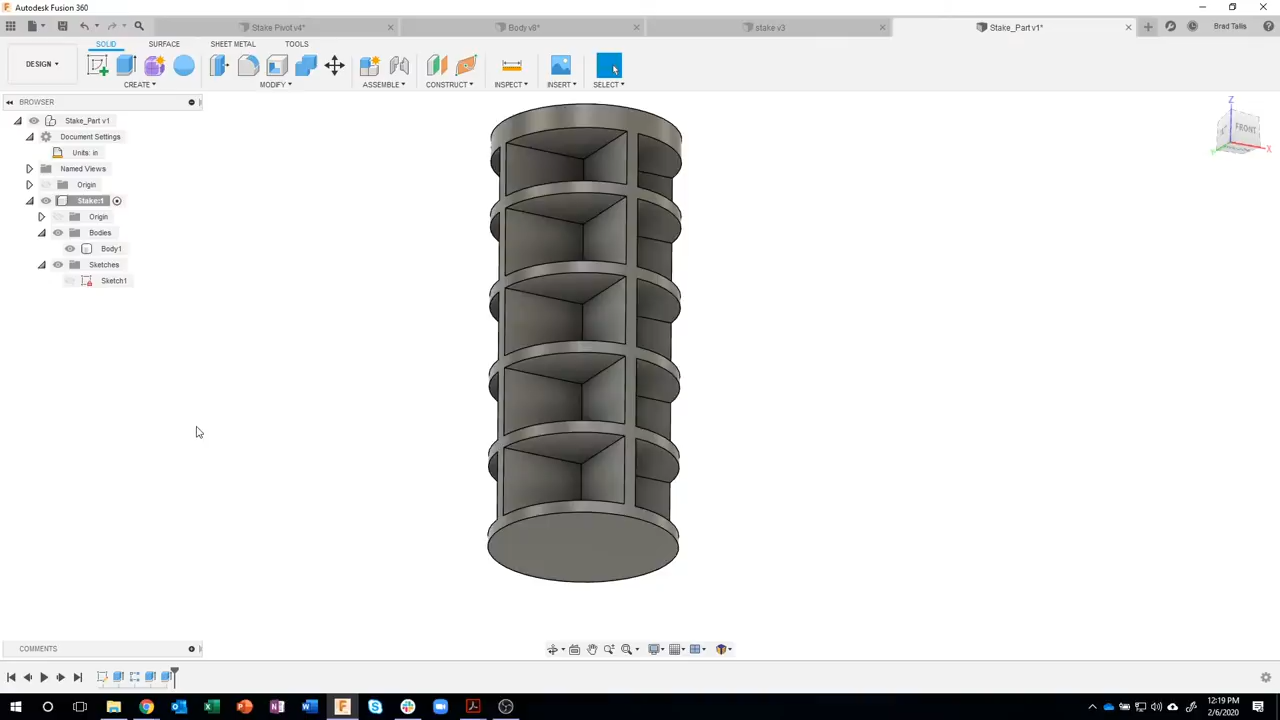 Autodesk Fusion 360
Stake Pivot v4*
Body v8*
stake v3
Stake_Part v1*
Brad Tallis
DESIGN
SOLID
SURFACE
SHEET METAL
TOOLS
CREATE
MODIFY
ASSEMBLE
CONSTRUCT
INSPECT
INSERT
SELECT
BROWSER
Stake_Part v1
Document Settings
Units: in
Named Views
Origin
Stake:1
Origin
Bodies
Body1
Sketches
Sketch1
Z
FRONT
X
Y
COMMENTS
12:19 PM
2/6/2020